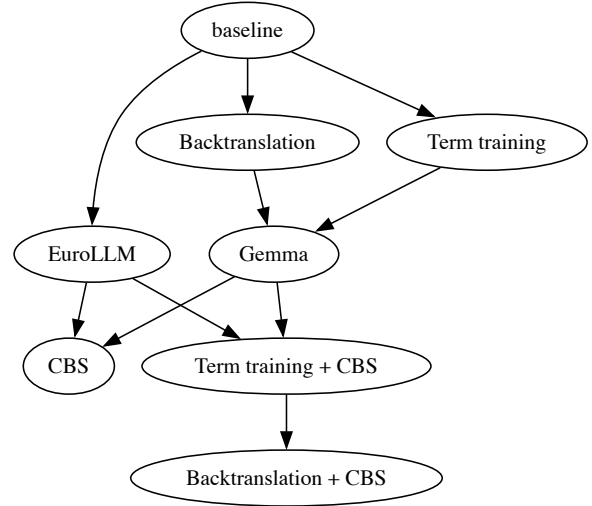 baseline
Backtranslation
Term training
EuroLLM
Gemma
CBS
Term training + CBS
Backtranslation + CBS